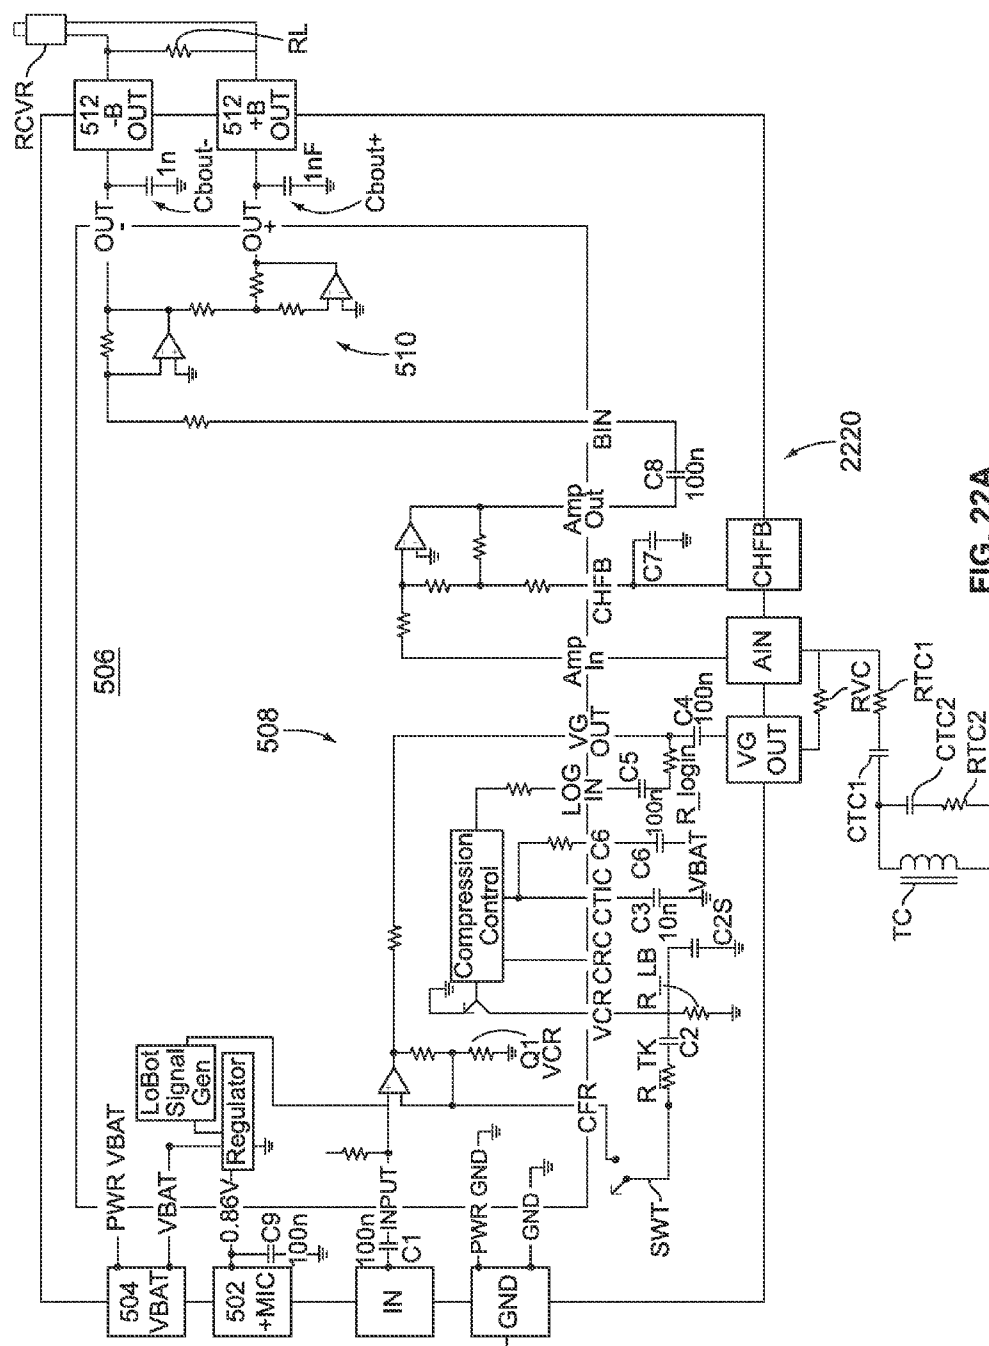 RCVR
RL
512
-B
OUT
512
+B
OUT
1n
Cbout-
1nF
Cbout+
OUT
-
OUT
+
510
506
508
2220
BIN
C8
100n
Amp
Out
CHFB
C7
CHFB
Amp
In
AIN
VG
OUT
C4
100n
VG
OUT
RVC
RTC1
CTC1
CTC2
RTC2
TC
LOG
IN
C5
100n
R_login
Compression
Control
C6
C6
VBAT
CTIC
C3
10n
CRC
VCR
R_LB
C2S
R_TK
C2
Q1
VCR
CFR
SWT
LoBot
Signal
Gen
Regulator
PWR VBAT
VBAT
0.86V
C9
100n
INPUT
100n
C1
PWR GND
GND
504
VBAT
502
+MIC
IN
GND
FIG. 22A